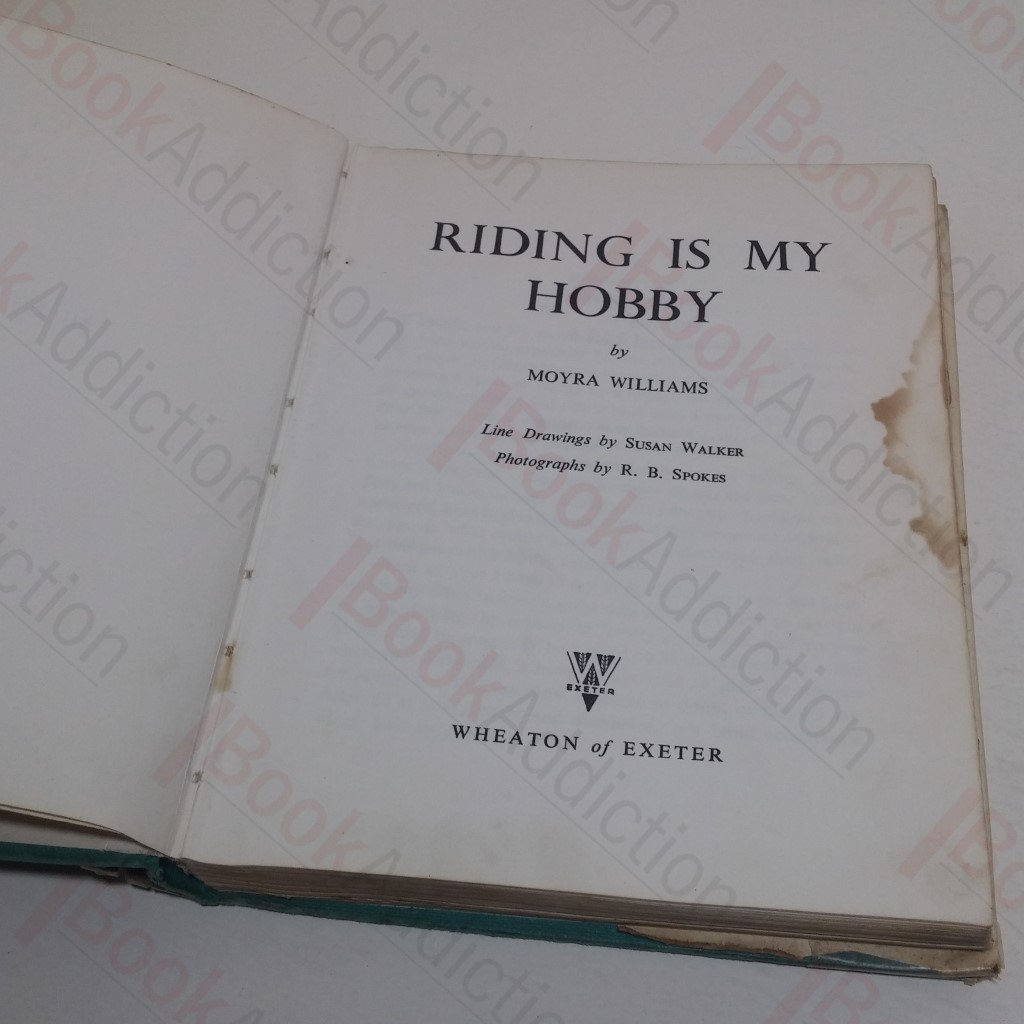 RIDING IS MY
HOBBY
by
MOYRA WILLIAMS
Line Drawings by SUSAN WALKER
Photographs by R. B. SPOKES
W
EXETER
WHEATON of EXETER
BookAddiction